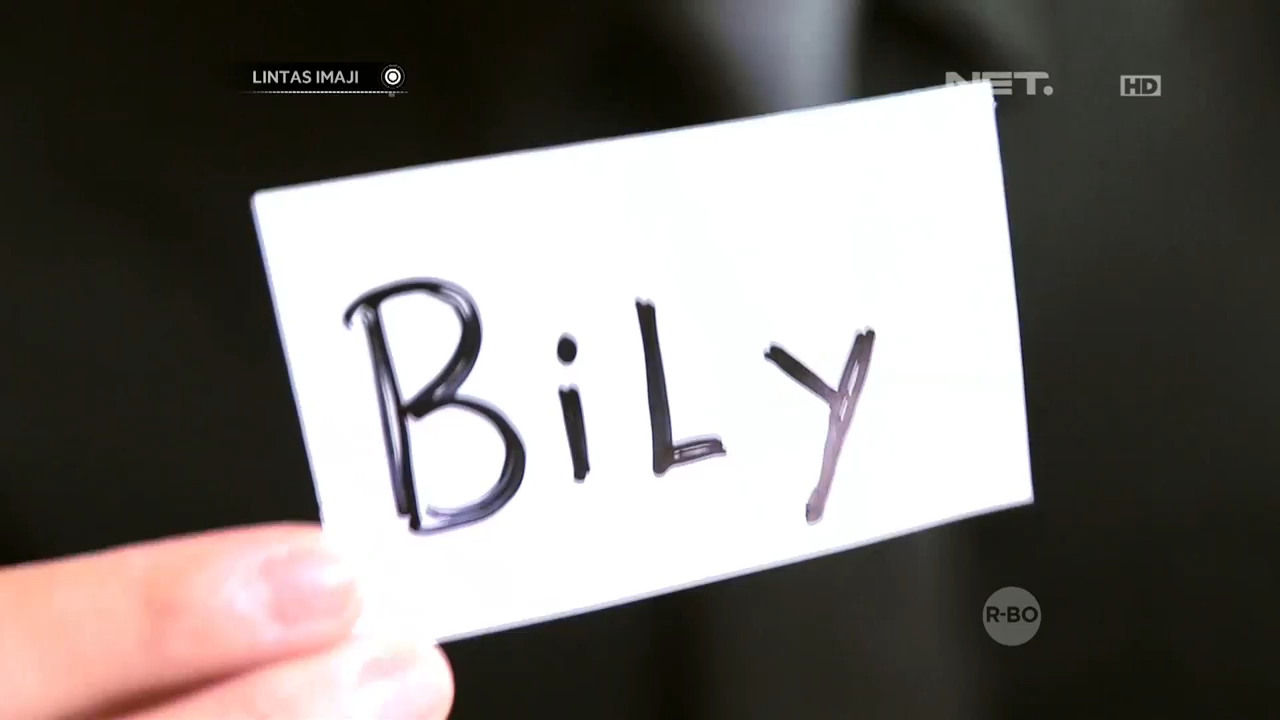 LINTAS IMAJI
NET.
HD
BiLy
R-BO